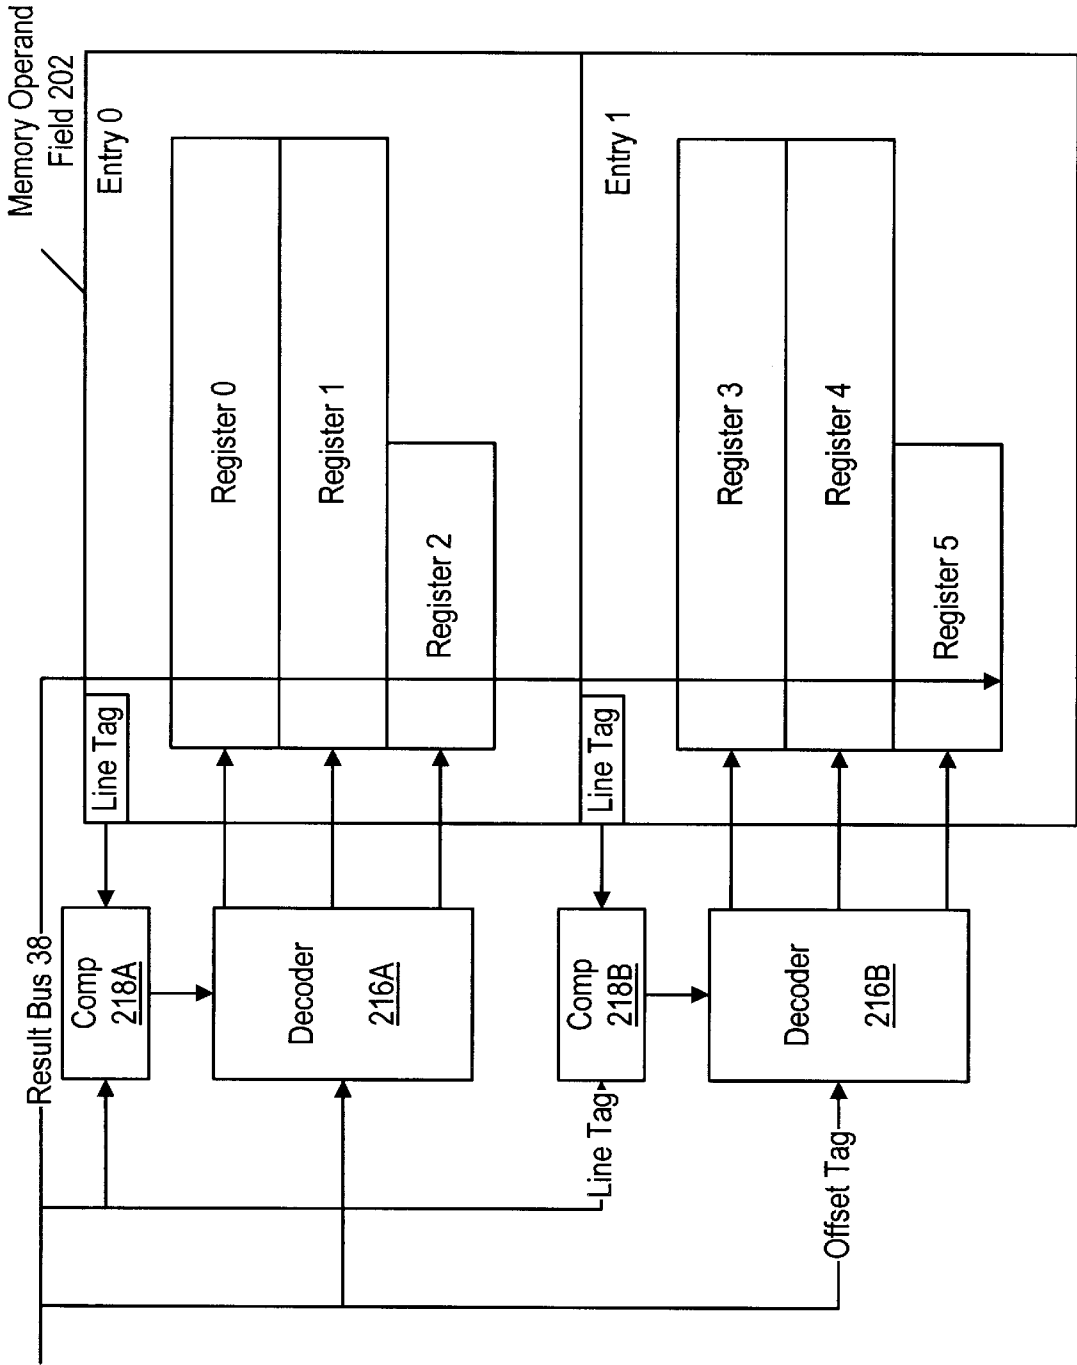 Memory Operand
Field 202
Entry 0
Register 0
Register 1
Register 2
Line Tag
Result Bus 38
Comp
218A
Decoder
216A
Entry 1
Register 3
Register 4
Register 5
Line Tag
Comp
218B
Decoder
216B
Line Tag
Offset Tag